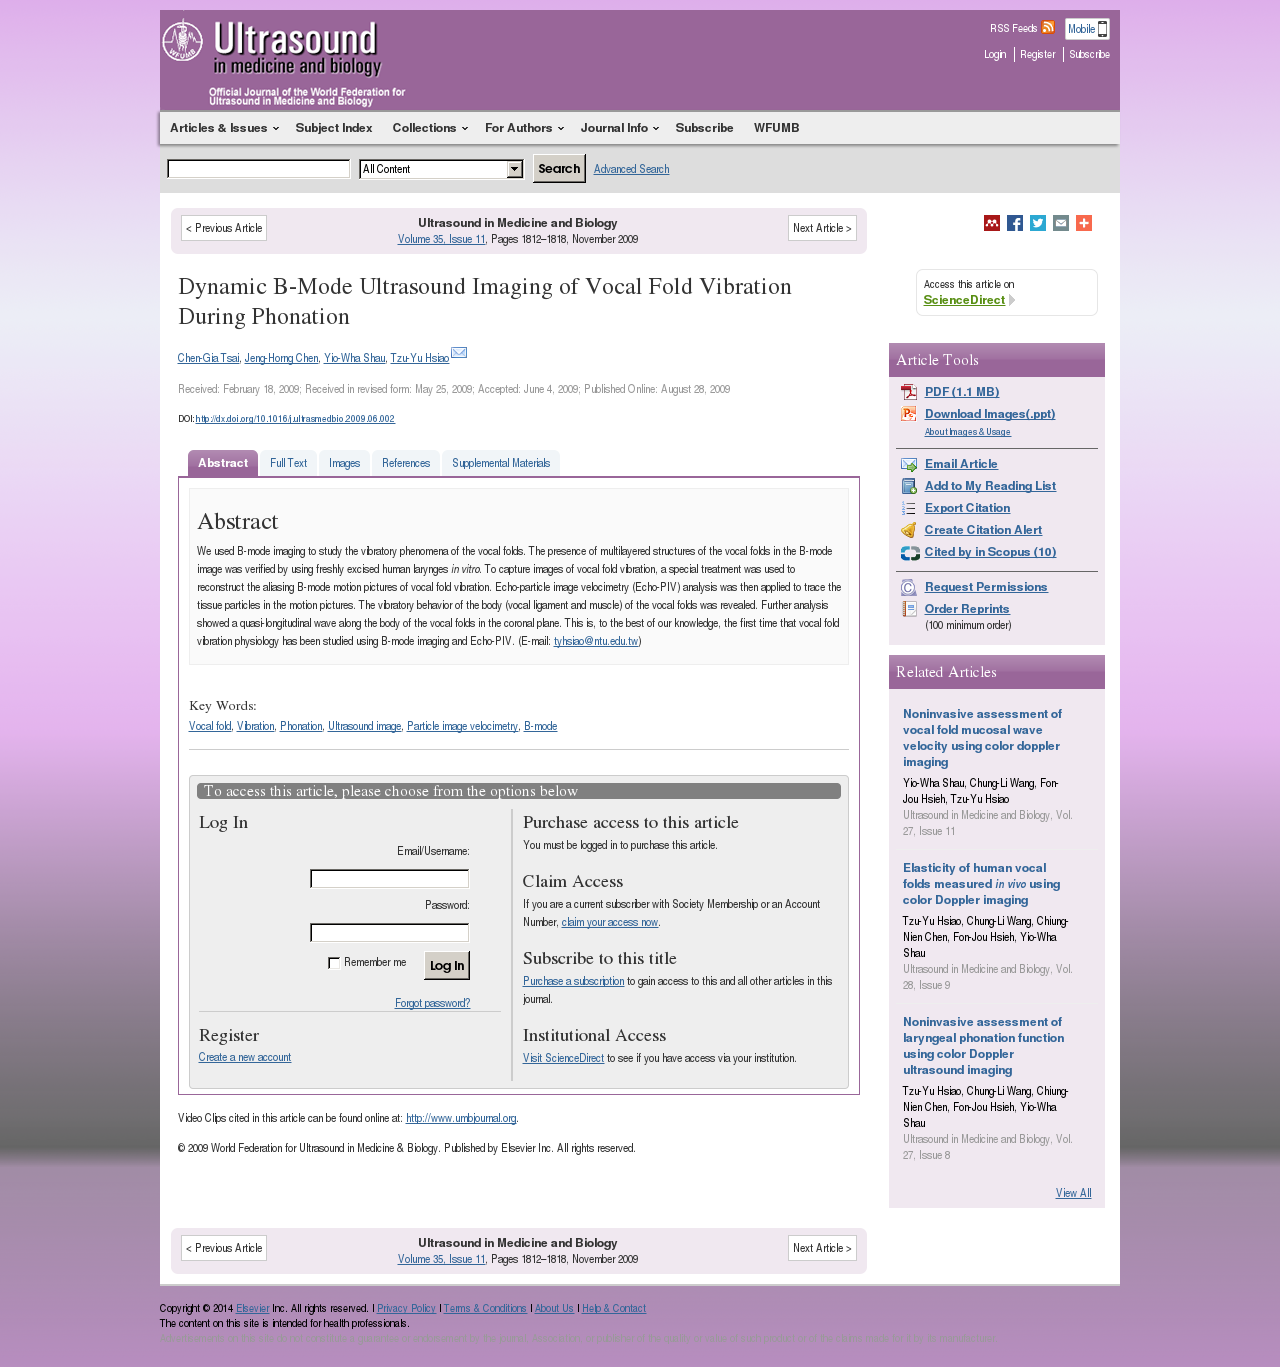 WFUMB
Ultrasound
in medicine and biology
Official Journal of the World Federation for
Ultrasound in Medicine and Biology
RSS Feeds
Mobile
Login
Register
Subscribe
Articles & Issues
Subject Index
Collections
For Authors
Journal Info
Subscribe
WFUMB
All Content
Search
Advanced Search
< Previous Article
Ultrasound in Medicine and Biology
Volume 35, Issue 11, Pages 1812–1818, November 2009
Next Article >
Dynamic B-Mode Ultrasound Imaging of Vocal Fold Vibration
During Phonation
Chen-Gia Tsai, Jeng-Horng Chen, Yio-Wha Shau, Tzu-Yu Hsiao
Received: February 18, 2009; Received in revised form: May 25, 2009; Accepted: June 4, 2009; Published Online: August 28, 2009
DOI: http://dx.doi.org/10.1016/j.ultrasmedbio.2009.06.002
Abstract
Full Text
Images
References
Supplemental Materials
Abstract
We used B-mode imaging to study the vibratory phenomena of the vocal folds. The presence of multilayered structures of the vocal folds in the B-mode
image was verified by using freshly excised human larynges in vitro. To capture images of vocal fold vibration, a special treatment was used to
reconstruct the aliasing B-mode motion pictures of vocal fold vibration. Echo-particle image velocimetry (Echo-PIV) analysis was then applied to trace the
tissue particles in the motion pictures. The vibratory behavior of the body (vocal ligament and muscle) of the vocal folds was revealed. Further analysis
showed a quasi-longitudinal wave along the body of the vocal folds in the coronal plane. This is, to the best of our knowledge, the first time that vocal fold
vibration physiology has been studied using B-mode imaging and Echo-PIV. (E-mail: tyhsiao@ntu.edu.tw)
Key Words:
Vocal fold, Vibration, Phonation, Ultrasound image, Particle image velocimetry, B-mode
To access this article, please choose from the options below
Log In
Email/Username:
Password:
Remember me
Log In
Forgot password?
Register
Create a new account
Purchase access to this article
You must be logged in to purchase this article.
Claim Access
If you are a current subscriber with Society Membership or an Account
Number, claim your access now.
Subscribe to this title
Purchase a subscription to gain access to this and all other articles in this
journal.
Institutional Access
Visit ScienceDirect to see if you have access via your institution.
Video Clips cited in this article can be found online at: http://www.umbjournal.org.
© 2009 World Federation for Ultrasound in Medicine & Biology. Published by Elsevier Inc. All rights reserved.
Access this article on
ScienceDirect
Article Tools
PDF (1.1 MB)
Download Images(.ppt)
About Images & Usage
Email Article
Add to My Reading List
Export Citation
Create Citation Alert
Cited by in Scopus (10)
Request Permissions
Order Reprints
(100 minimum order)
Related Articles
Noninvasive assessment of
vocal fold mucosal wave
velocity using color doppler
imaging
Yio-Wha Shau, Chung-Li Wang, Fon-
Jou Hsieh, Tzu-Yu Hsiao
Ultrasound in Medicine and Biology, Vol.
27, Issue 11
Elasticity of human vocal
folds measured in vivo using
color Doppler imaging
Tzu-Yu Hsiao, Chung-Li Wang, Chiung-
Nien Chen, Fon-Jou Hsieh, Yio-Wha
Shau
Ultrasound in Medicine and Biology, Vol.
28, Issue 9
Noninvasive assessment of
laryngeal phonation function
using color Doppler
ultrasound imaging
Tzu-Yu Hsiao, Chung-Li Wang, Chiung-
Nien Chen, Fon-Jou Hsieh, Yio-Wha
Shau
Ultrasound in Medicine and Biology, Vol.
27, Issue 8
View All
< Previous Article
Ultrasound in Medicine and Biology
Volume 35, Issue 11, Pages 1812–1818, November 2009
Next Article >
Copyright © 2014 Elsevier Inc. All rights reserved. | Privacy Policy | Terms & Conditions | About Us | Help & Contact
The content on this site is intended for health professionals.